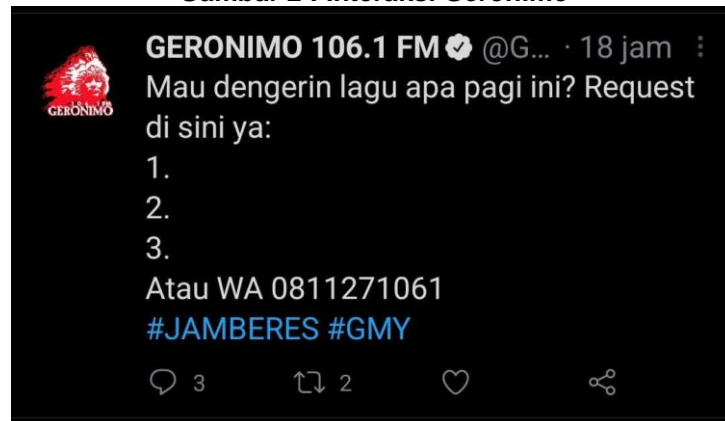 GERONIMO 106.1 FM @G... · 18 jam
Mau dengerin lagu apa pagi ini? Request
di sini ya:
1.
2.
3.
Atau WA 0811271061
#JAMBERES #GMY
3 2
GERONIMO